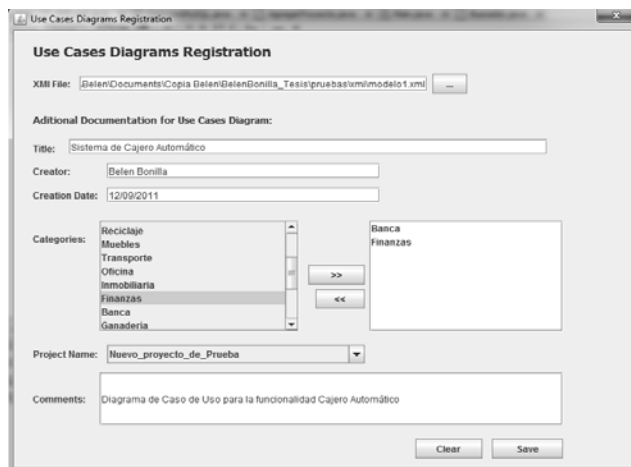 Use Cases Diagrams Registration
Use Cases Diagrams Registration
XMI File: .Belen\Documents\Copia Belen\BelenBonilla_Tesis\pruebas\xmi\modelo1.xmi ...
Aditional Documentation for Use Cases Diagram:
Title: Sistema de Cajero Automático
Creator: Belen Bonilla
Creation Date: 12/09/2011
Categories:
Reciclaje
Muebles
Transporte
Oficina
Inmobiliaria
Finanzas
Banca
Ganaderia
>>
<<
Banca
Finanzas
Project Name: Nuevo_proyecto_de_Prueba
Comments: Diagrama de Caso de Uso para la funcionalidad Cajero Automático
Clear Save